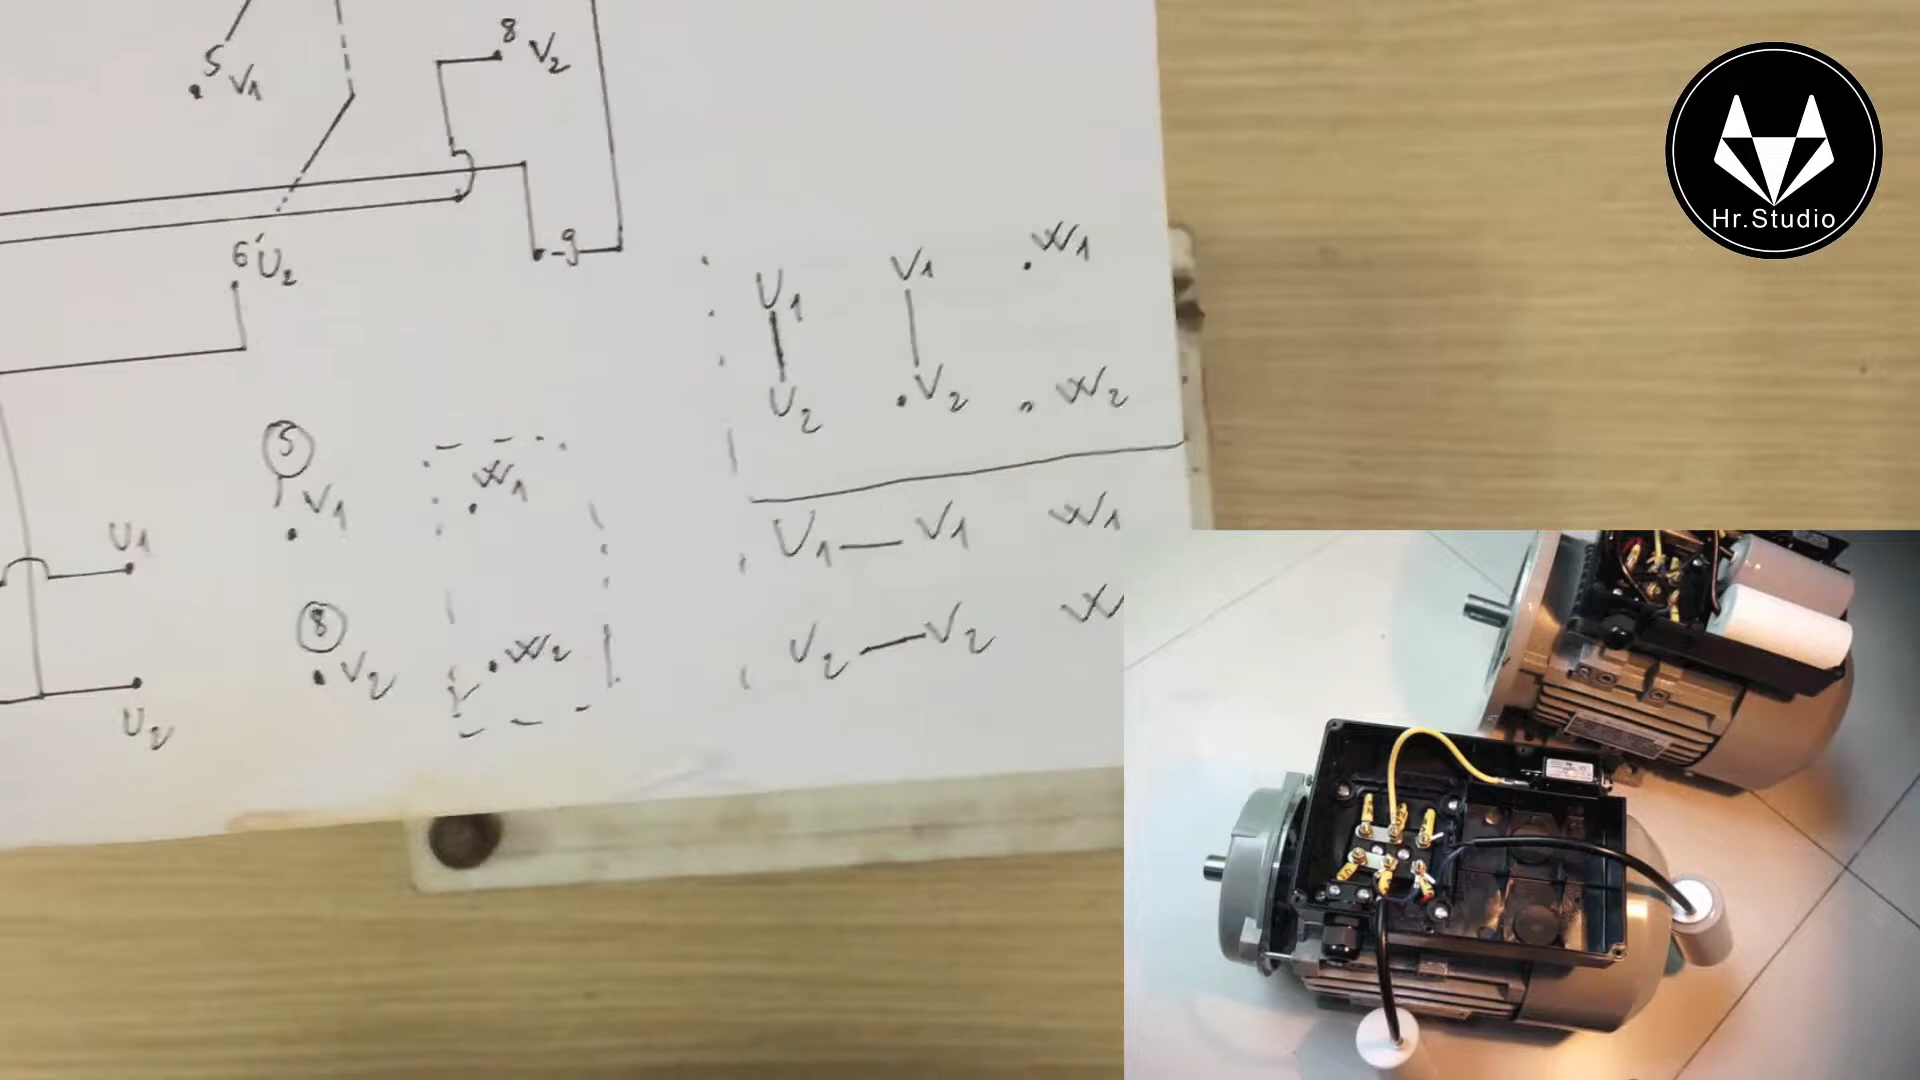 5 V1
8 V2
-9-
6' U2
U1 V1 W1
U2 V2 W2
5
V1
W1
U1 V1 W1
U1
8
V2
W2
V2 V2 W
U2
Hr.Studio